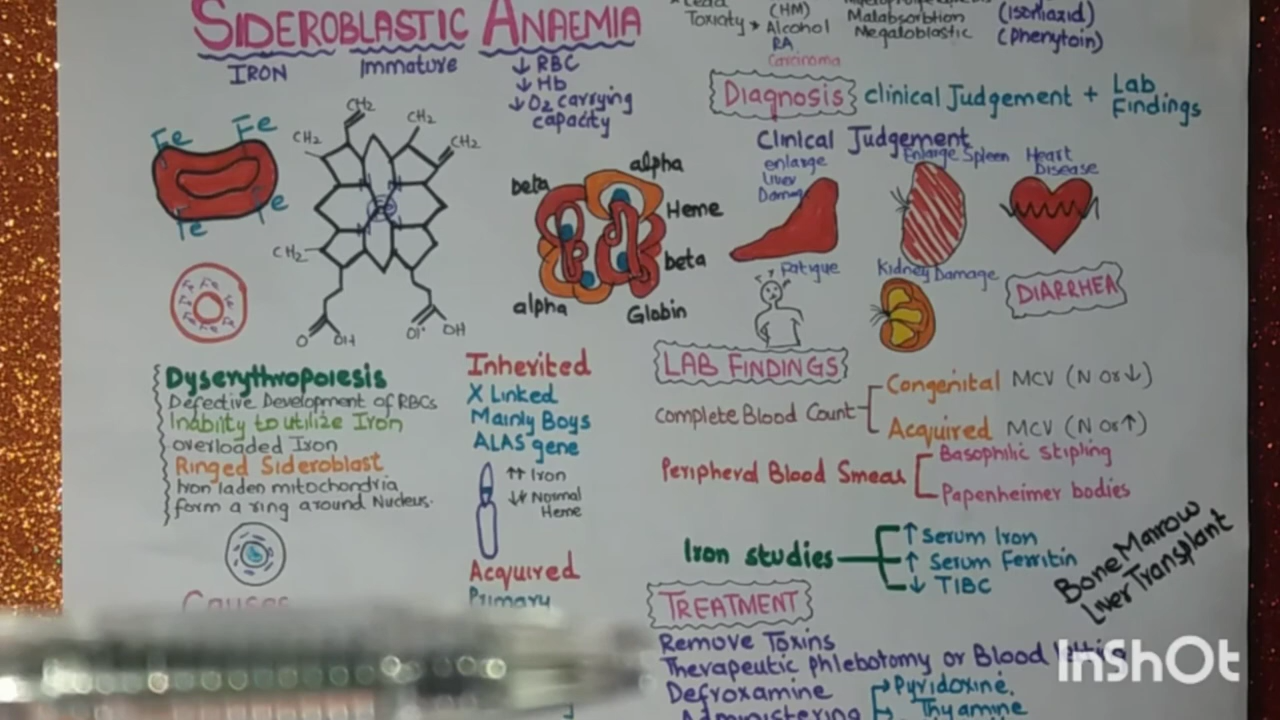 SIDEROBLASTIC ANAEMIA
IRON
Immature
↓ RBC
↓ Hb
↓ O2 carrying
capacity
Toxicity
(HM)
Alcohol
RA
Carcinoma
Malabsorbtion
Megaloblastic
(Isoniazid)
(Phenytoin)
Fe
Fe
Fe
Fe
CH2
CH2
CH2
CH2
CH2
O
OH
O
OH
beta
alpha
Heme
beta
alpha
Globin
Diagnosis
clinical Judgement + Lab
Findings
Clinical Judgement
enlarge
Liver
Damag
Enlarge Spleen
Heart
Disease
Fatigue
Kidney Damage
DIARRHEA
Dyserythropoiesis
Defective Development of RBCs
Inabilty to utilize Iron
overloaded Iron
Ringed Sideroblast
Iron laden mitochondria
form a ring around Nucleus.
Causes
Inherited
X Linked
Mainly Boys
ALAS gene
↑↑ Iron
↓↓ Normal
Heme
Acquired
Primary
LAB FINDINGS
complete Blood Count
Congenital MCV (N or ↓)
Acquired MCV (N or ↑)
Peripheral Blood Smear
Basophilic stipling
Papenheimer bodies
Iron studies
↑ Serum Iron
↑ Serum Ferritin
↓ TIBC
Bone Marrow
Liver Transplant
TREATMENT
Remove Toxins
Therapeutic phlebotomy or Blood
Defroxamine
Administering
Pyridoxine,
Thyamine
InShOt